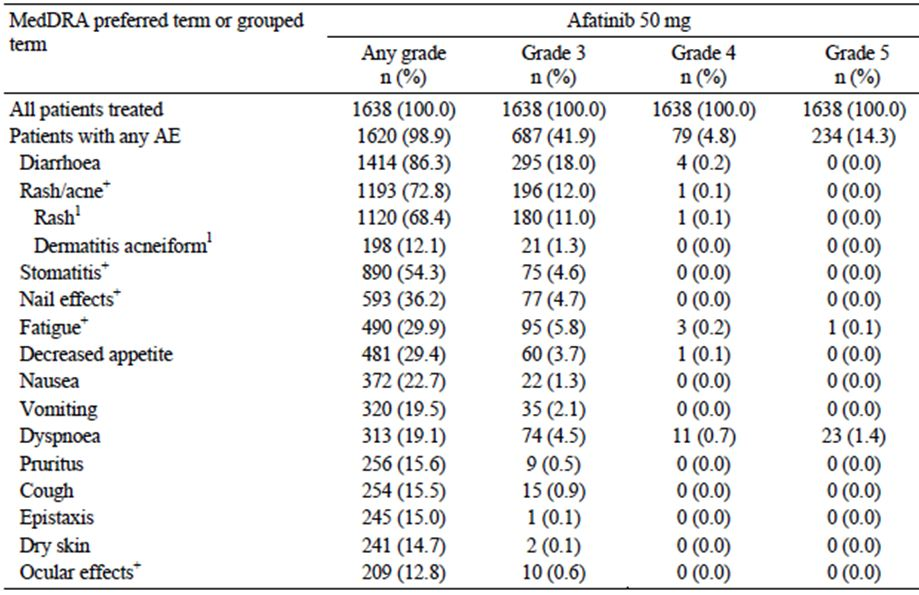 MedDRA preferred term or grouped term Afatinib 50 mg
Any grade n (%) Grade 3 n (%) Grade 4 n (%) Grade 5 n (%)
All patients treated 1638 (100.0) 1638 (100.0) 1638 (100.0) 1638 (100.0)
Patients with any AE 1620 (98.9) 687 (41.9) 79 (4.8) 234 (14.3)
Diarrhoea 1414 (86.3) 295 (18.0) 4 (0.2) 0 (0.0)
Rash/acne+ 1193 (72.8) 196 (12.0) 1 (0.1) 0 (0.0)
Rash1 1120 (68.4) 180 (11.0) 1 (0.1) 0 (0.0)
Dermatitis acneiform1 198 (12.1) 21 (1.3) 0 (0.0) 0 (0.0)
Stomatitis+ 890 (54.3) 75 (4.6) 0 (0.0) 0 (0.0)
Nail effects+ 593 (36.2) 77 (4.7) 0 (0.0) 0 (0.0)
Fatigue+ 490 (29.9) 95 (5.8) 3 (0.2) 1 (0.1)
Decreased appetite 481 (29.4) 60 (3.7) 1 (0.1) 0 (0.0)
Nausea 372 (22.7) 22 (1.3) 0 (0.0) 0 (0.0)
Vomiting 320 (19.5) 35 (2.1) 0 (0.0) 0 (0.0)
Dyspnoea 313 (19.1) 74 (4.5) 11 (0.7) 23 (1.4)
Pruritus 256 (15.6) 9 (0.5) 0 (0.0) 0 (0.0)
Cough 254 (15.5) 15 (0.9) 0 (0.0) 0 (0.0)
Epistaxis 245 (15.0) 1 (0.1) 0 (0.0) 0 (0.0)
Dry skin 241 (14.7) 2 (0.1) 0 (0.0) 0 (0.0)
Ocular effects+ 209 (12.8) 10 (0.6) 0 (0.0) 0 (0.0)